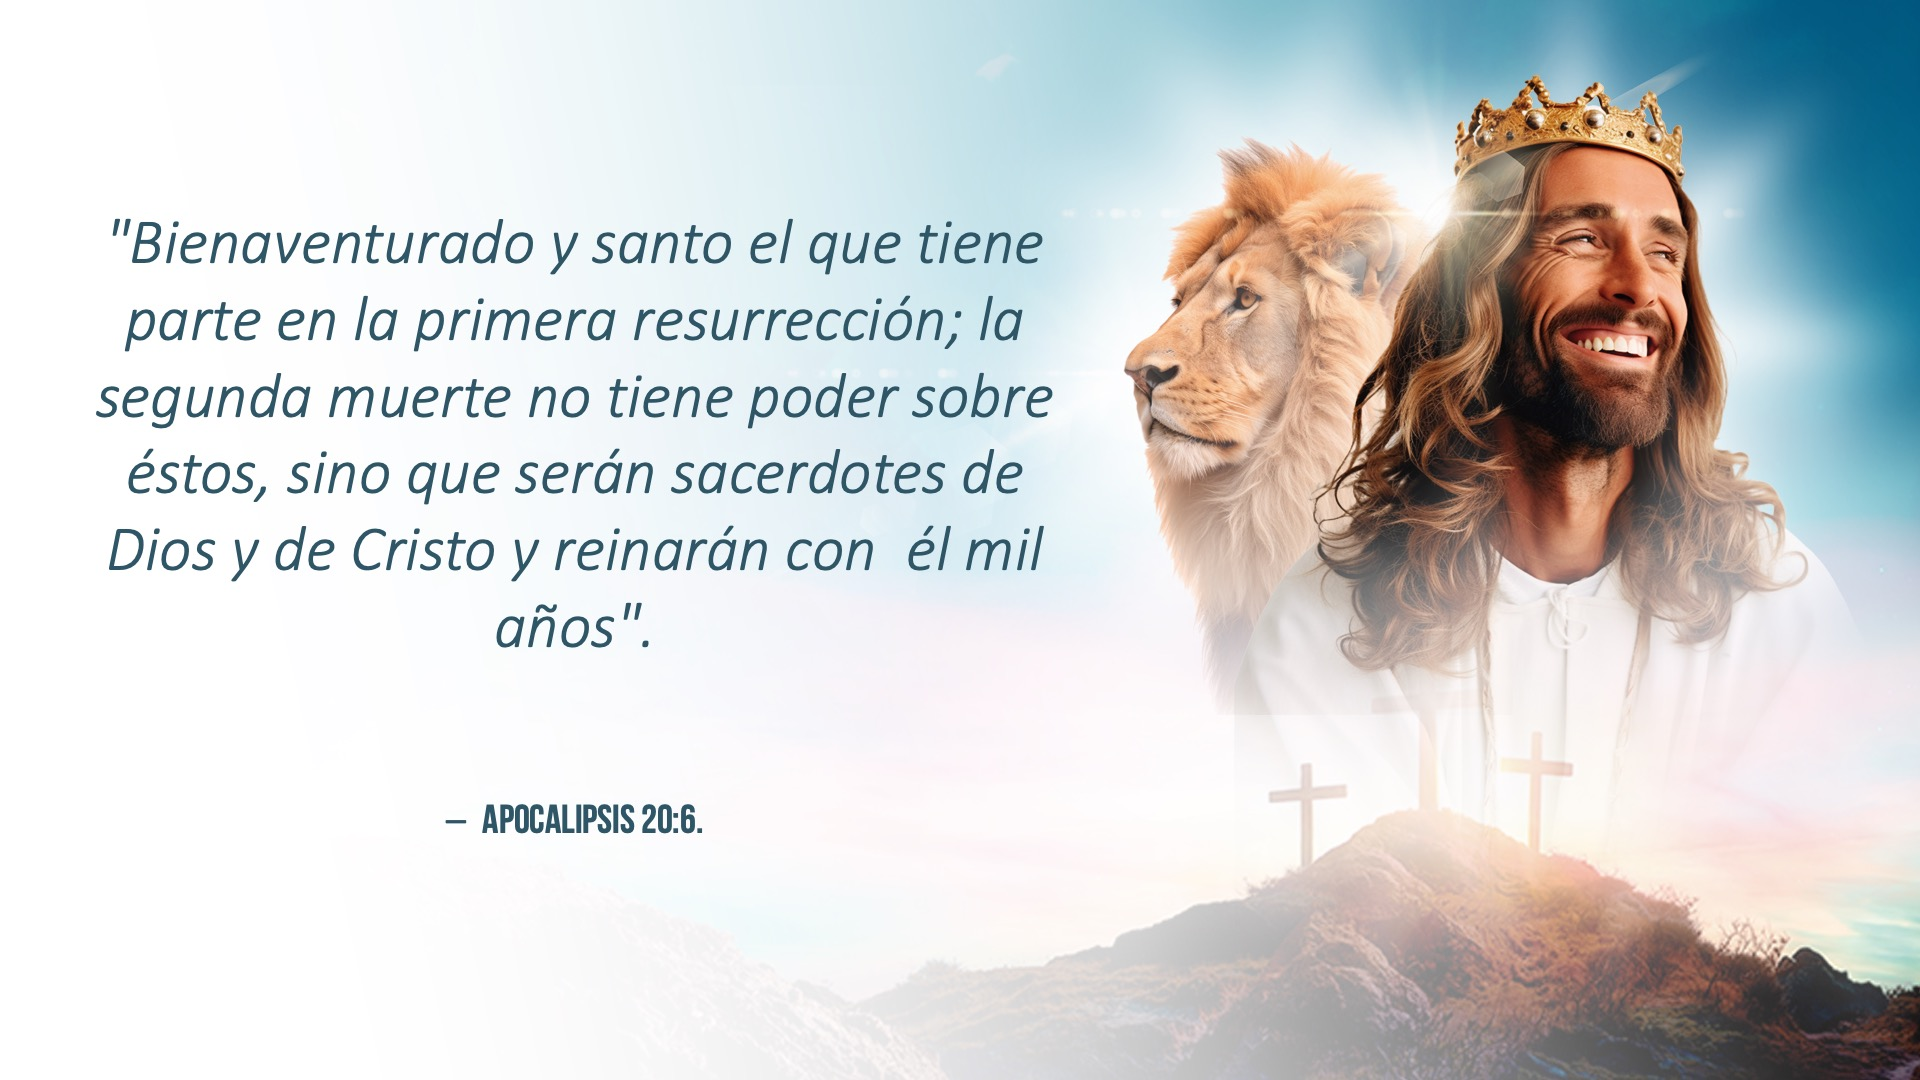 "Bienaventurado y santo el que tiene
parte en la primera resurrección; la
segunda muerte no tiene poder sobre
éstos, sino que serán sacerdotes de
Dios y de Cristo y reinarán con  él mil
años".
– APOCALIPSIS 20:6.